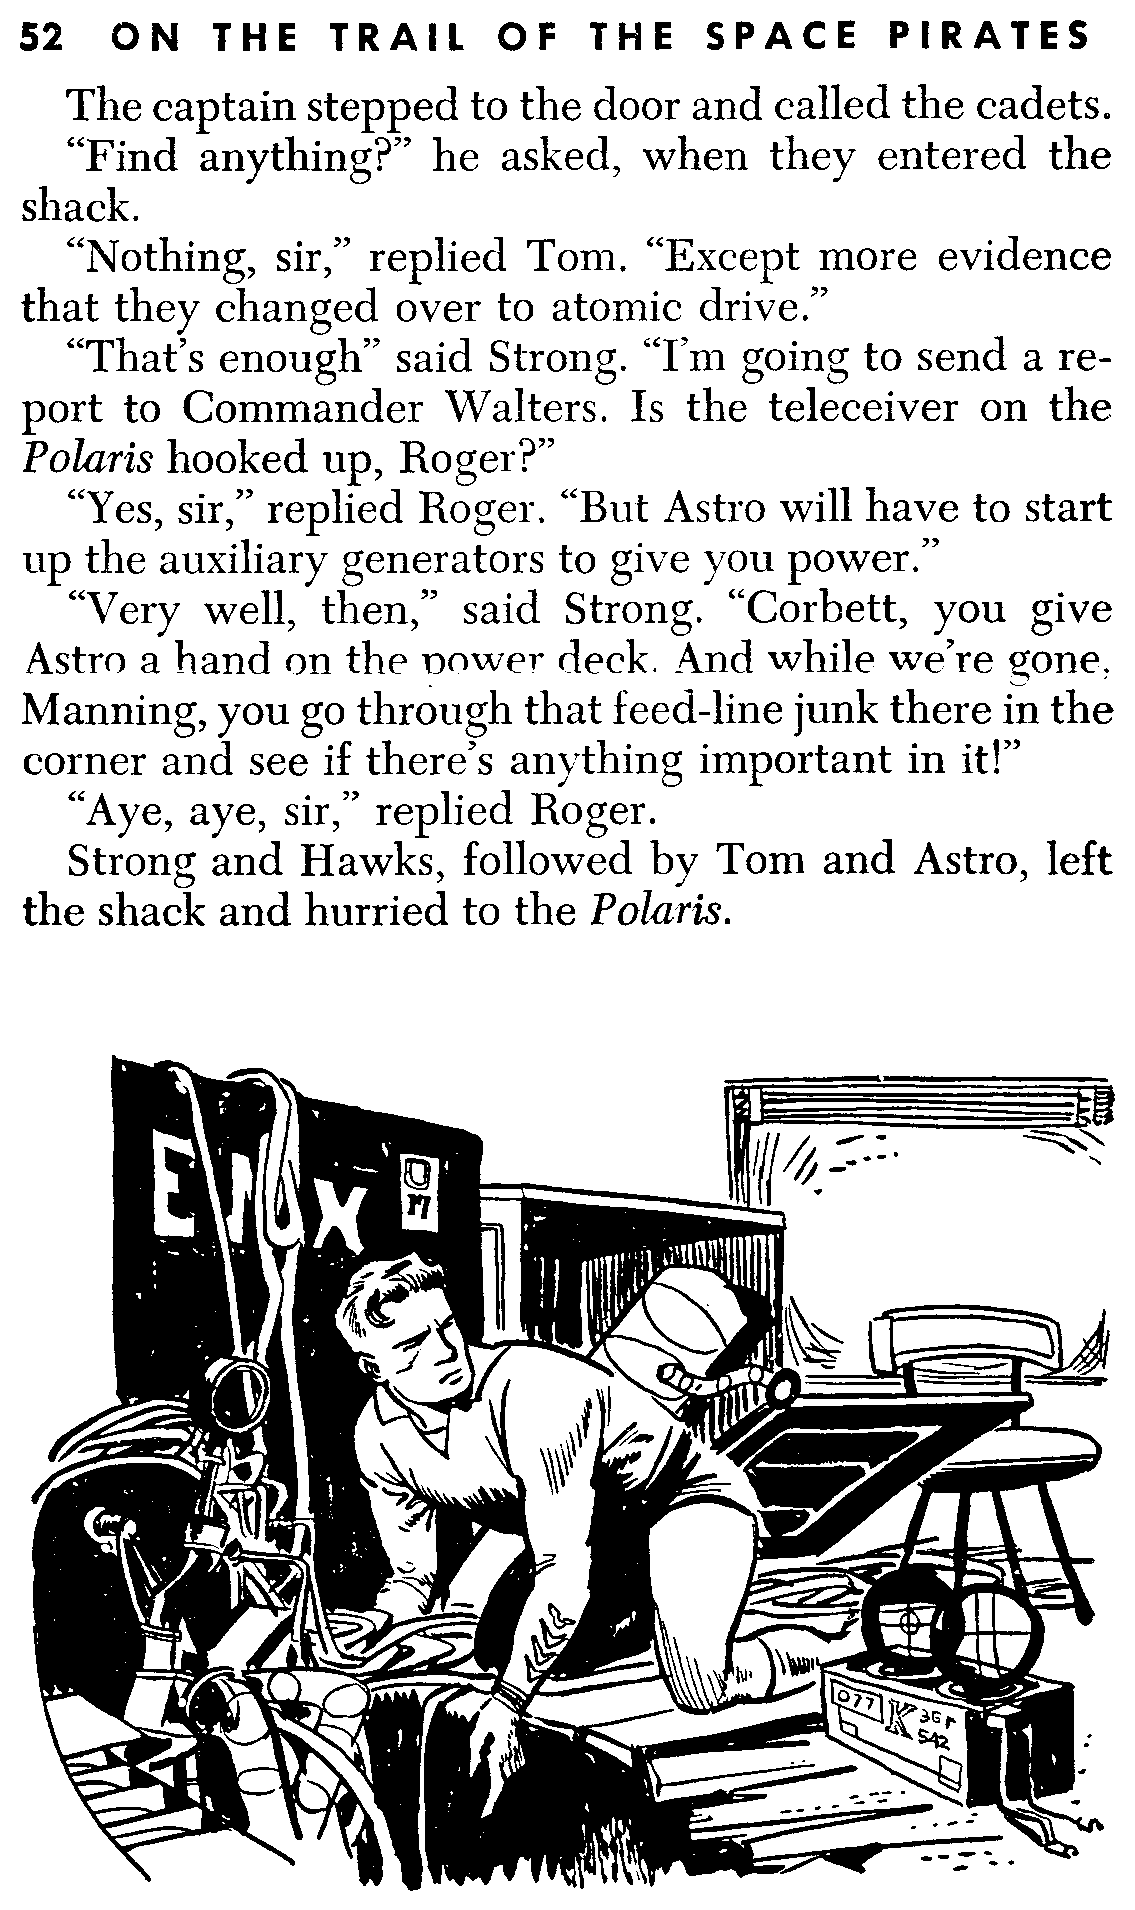 52 ON THE TRAIL OF THE SPACE PIRATES
The captain stepped to the door and called the cadets.
“Find anything?” he asked, when they entered the
shack.
“Nothing, sir,” replied Tom. “Except more evidence
that they changed over to atomic drive.”
“That’s enough” said Strong. “I’m going to send a re-
port to Commander Walters. Is the teleceiver on the
Polaris hooked up, Roger?”
“Yes, sir,” replied Roger. “But Astro will have to start
up the auxiliary generators to give you power.”
“Very well, then,” said Strong. “Corbett, you give
Astro a hand on the power deck. And while we’re gone,
Manning, you go through that feed-line junk there in the
corner and see if there’s anything important in it!”
“Aye, aye, sir,” replied Roger.
Strong and Hawks, followed by Tom and Astro, left
the shack and hurried to the Polaris.
077 K 36r
542